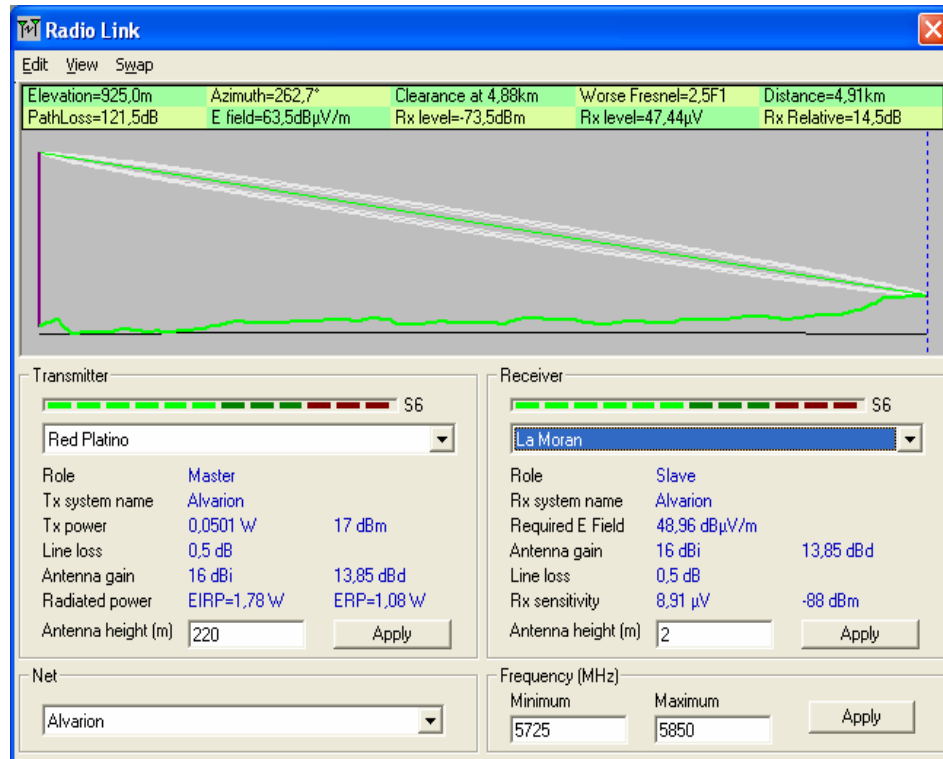 Radio Link
Edit View Swap
Elevation=925,0m Azimuth=262,7° Clearance at 4,88km Worse Fresnel=2,5F1 Distance=4,91km
PathLoss=121,5dB E field=63,5dBµV/m Rx level=-73,5dBm Rx level=47,44µV Rx Relative=14,5dB
Transmitter
S6
Red Platino
Role Master
Tx system name Alvarion
Tx power 0,0501 W 17 dBm
Line loss 0,5 dB
Antenna gain 16 dBi 13,85 dBd
Radiated power EIRP=1,78 W ERP=1,08 W
Antenna height (m) 220 Apply
Receiver
S6
La Moran
Role Slave
Rx system name Alvarion
Required E Field 48,96 dBµV/m
Antenna gain 16 dBi 13,85 dBd
Line loss 0,5 dB
Rx sensitivity 8,91 µV -88 dBm
Antenna height (m) 2 Apply
Net
Alvarion
Frequency (MHz)
Minimum Maximum
5725 5850 Apply